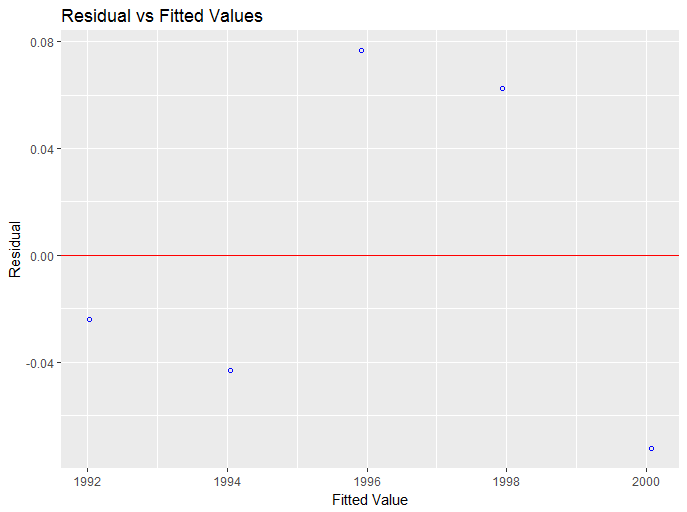 Residual vs Fitted Values
0.08
0.04
0.00
-0.04
Residual
1992 1994 1996 1998 2000
Fitted Value